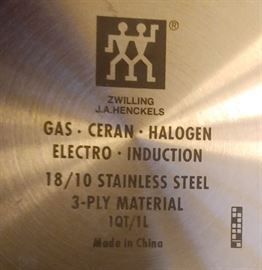 ZWILLING
J.A.HENCKELS
GAS · CERAN · HALOGEN
ELECTRO · INDUCTION
18/10 STAINLESS STEEL
3-PLY MATERIAL
1QT/1L
Made in China